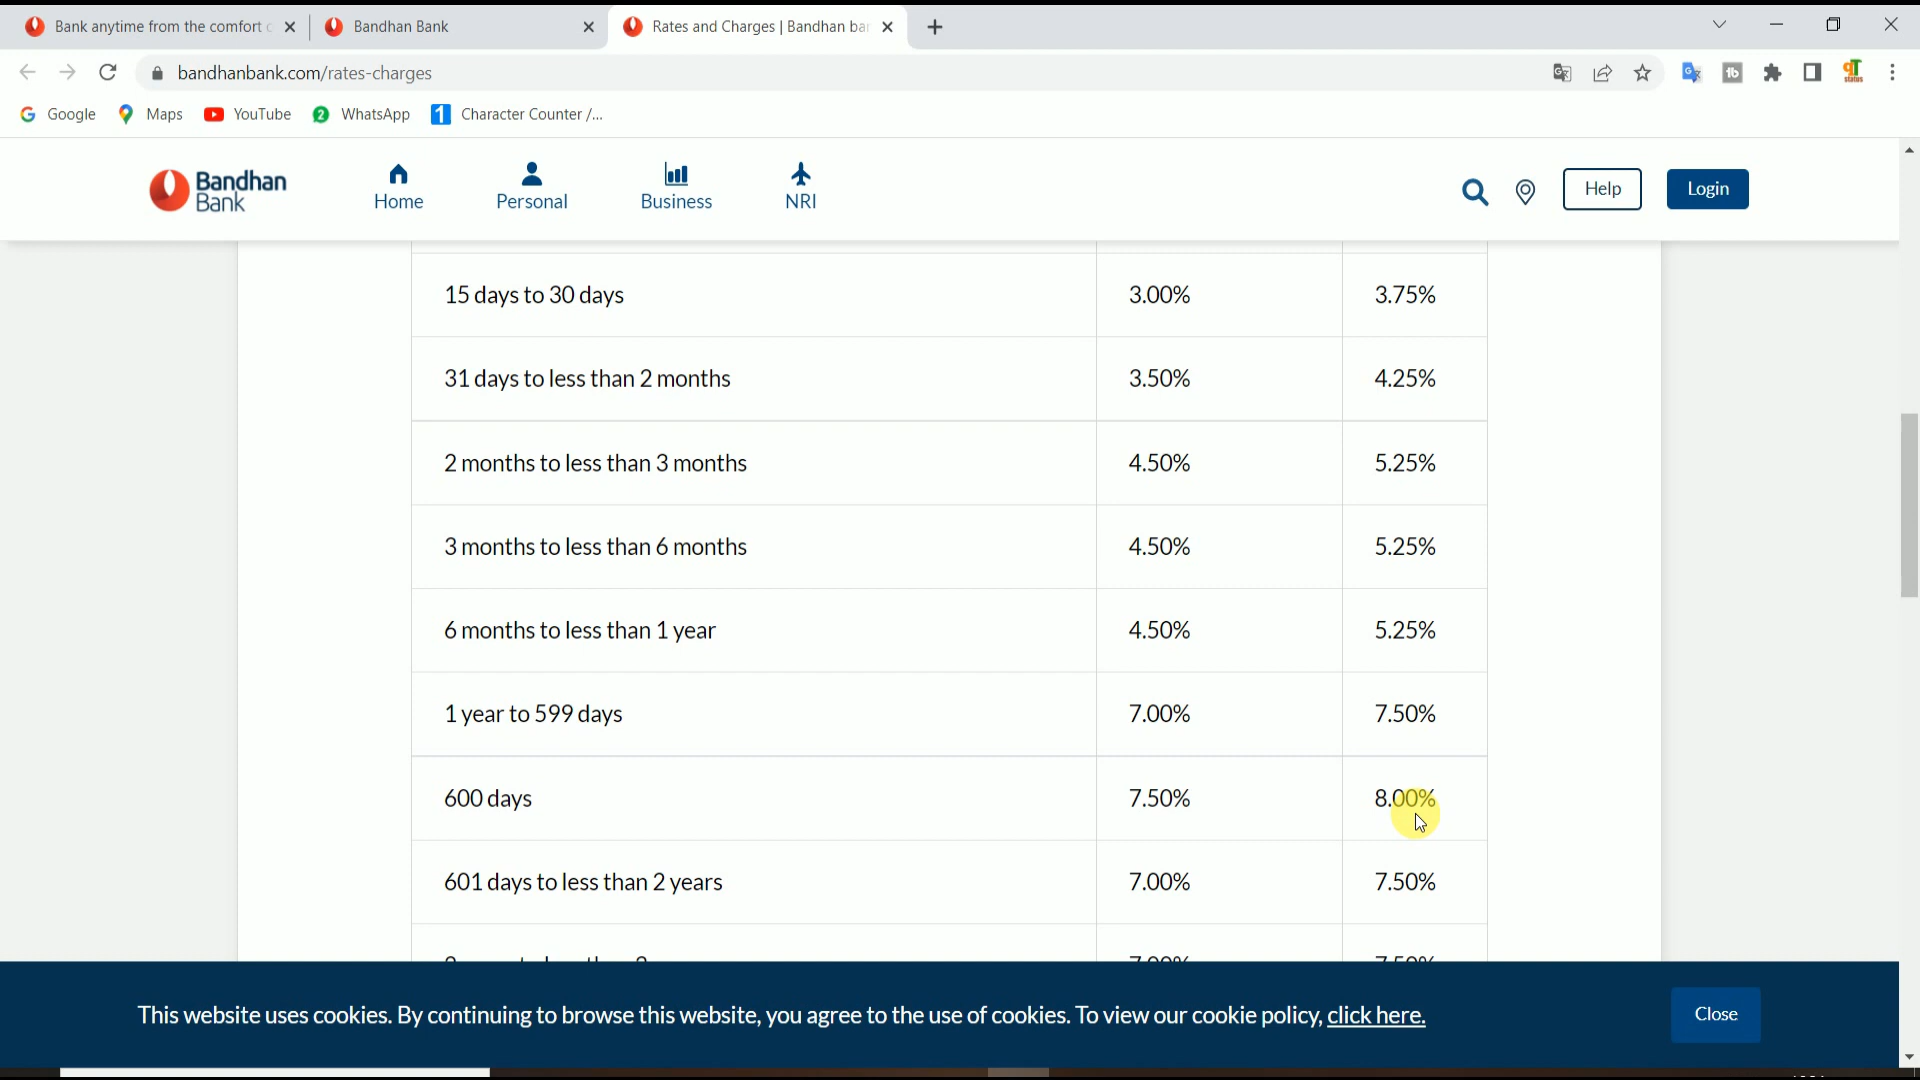 Bank anytime from the comfort
Bandhan Bank
Rates and Charges | Bandhan ba
bandhanbank.com/rates-charges
Google
Maps
YouTube
WhatsApp
Character Counter /...
Bandhan
Bank
Home
Personal
Business
NRI
Help
Login
15 days to 30 days 3.00% 3.75%
31 days to less than 2 months 3.50% 4.25%
2 months to less than 3 months 4.50% 5.25%
3 months to less than 6 months 4.50% 5.25%
6 months to less than 1 year 4.50% 5.25%
1 year to 599 days 7.00% 7.50%
600 days 7.50% 8.00%
601 days to less than 2 years 7.00% 7.50%
This website uses cookies. By continuing to browse this website, you agree to the use of cookies. To view our cookie policy, click here.
Close